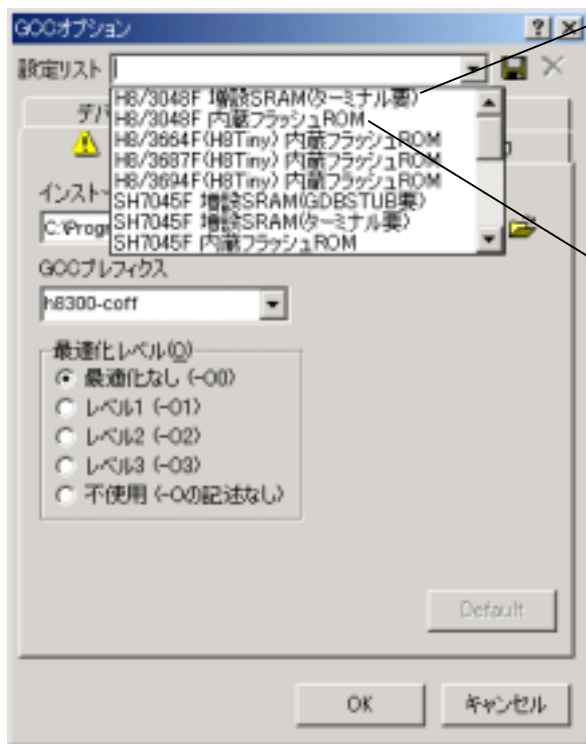 GCCオプション
設定リスト
H8/3048F 増設SRAM(ターミナル要)
H8/3048F 内蔵フラッシュROM
H8/3664F(H8Tiny) 内蔵フラッシュROM
H8/3687F(H8Tiny) 内蔵フラッシュROM
H8/3694F(H8Tiny) 内蔵フラッシュROM
SH7045F 増設SRAM(GDBSTUB要)
SH7045F 増設SRAM(ターミナル要)
SH7045F 内蔵フラッシュROM
デバ
インストー
C:¥Progr
GCCプレフィクス
h8300-coff
最適化レベル(O)
最適化なし (-O0)
レベル1 (-O1)
レベル2 (-O2)
レベル3 (-O3)
不使用 (-Oの記述なし)
Default
OK
キャンセル